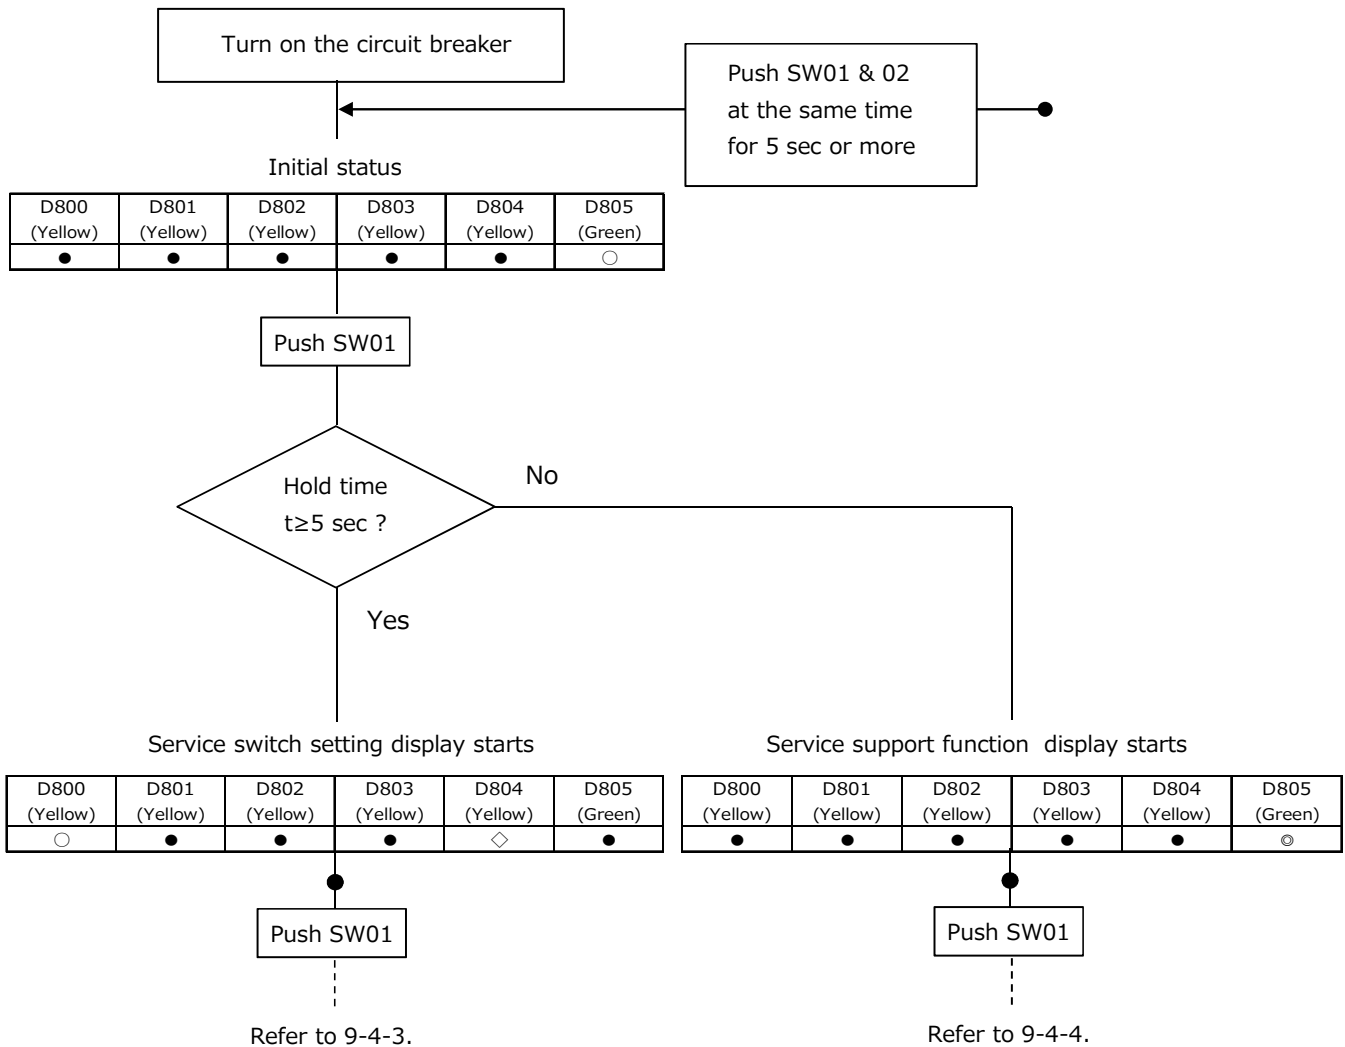 Turn on the circuit breaker
Push SW01 & 02
at the same time
for 5 sec or more
Initial status
D800 D801 D802 D803 D804 D805
(Yellow) (Yellow) (Yellow) (Yellow) (Yellow) (Green)
● ● ● ● ● ○
Push SW01
Hold time
t≥5 sec ?
No
Yes
Service switch setting display starts
D800 D801 D802 D803 D804 D805
(Yellow) (Yellow) (Yellow) (Yellow) (Yellow) (Green)
○ ● ● ● ◇ ●
Push SW01
Refer to 9-4-3.
Service support function display starts
D800 D801 D802 D803 D804 D805
(Yellow) (Yellow) (Yellow) (Yellow) (Yellow) (Green)
● ● ● ● ● ◎
Push SW01
Refer to 9-4-4.